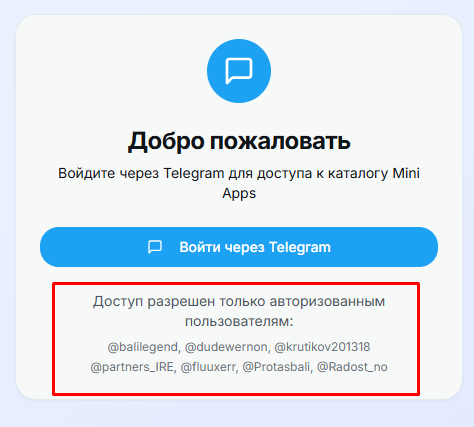 Добро пожаловать
Войдите через Telegram для доступа к каталогу Mini
Apps
Войти через Telegram
Доступ разрешен только авторизованным
пользователям:
@balilegend, @dudewernon, @krutikov201318
@partners_IRE, @fluuxerr, @Protasbali, @Radost_no